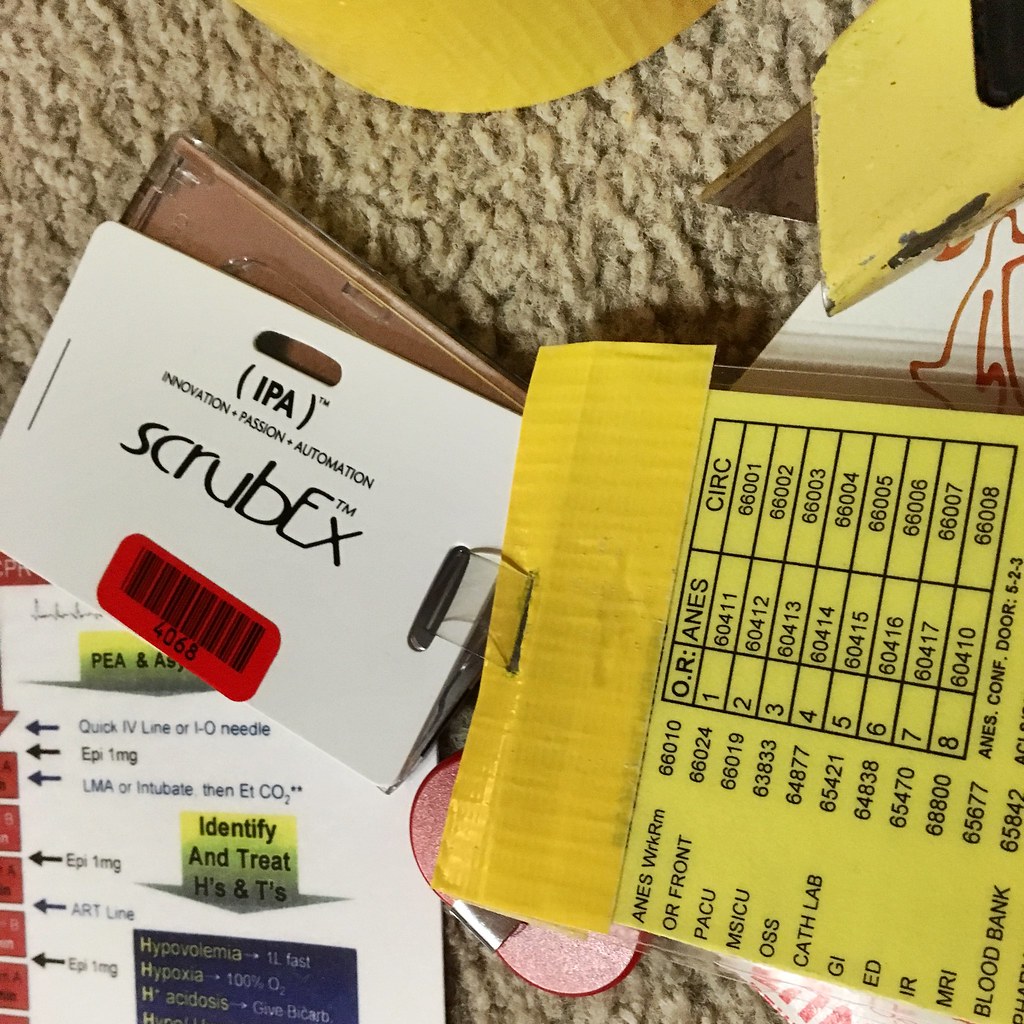 ( IPA )™
INNOVATION + PASSION + AUTOMATION
scrubEx™
4068
CPR
PEA & Asy
Quick IV Line or I-O needle
Epi 1mg
LMA or Intubate, then Et CO₂**
Identify
And Treat
H's & T's
Epi 1mg
ART Line
Epi 1mg
Hypovolemia → 1L fast
Hypoxia → 100% O₂
H⁺ acidosis → Give Bicarb,
ANES WrkRm 66010
OR FRONT 66024
PACU 66019
MSICU 63833
OSS 64877
CATH LAB 65421
GI 64838
ED 65470
IR 68800
MRI 65677
BLOOD BANK 65842
O.R: ANES CIRC
1 60411 66001
2 60412 66002
3 60413 66003
4 60414 66004
5 60415 66005
6 60416 66006
7 60417 66007
8 60410 66008
ANES. CONF. DOOR: 5-2-3